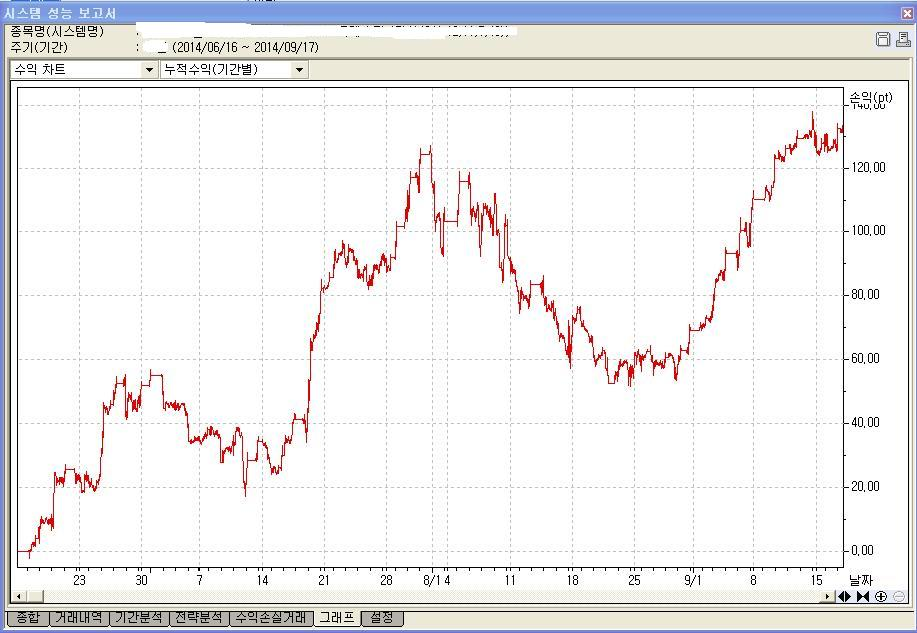 시스템 성능 보고서
종목명(시스템명) :
주기(기간) : (2014/06/16 ~ 2014/09/17)
수익 차트 누적수익(기간별)
손익(pt)
140,00
120,00
100,00
80,00
60,00
40,00
20,00
0,00
23 30 7 14 21 28 8/1 4 11 18 25 9/1 8 15 날짜
종합 거래내역 기간분석 전략분석 수익손실거래 그래프 설정